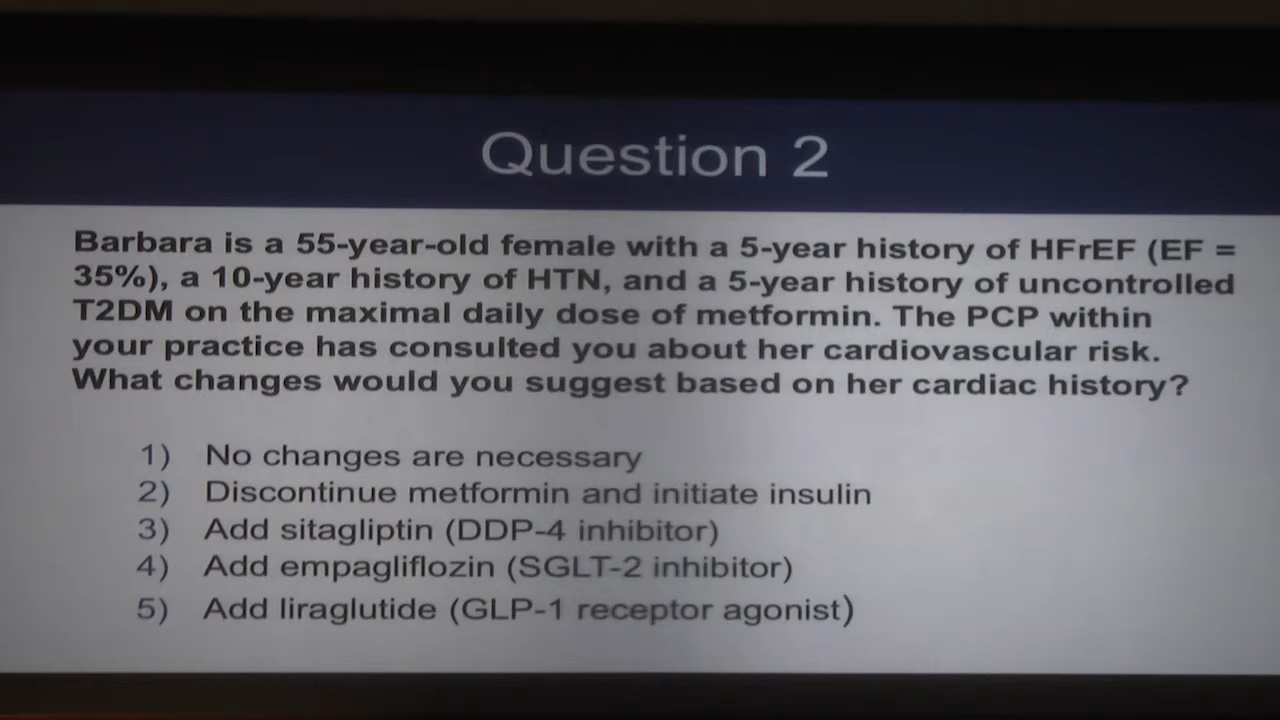 Question 2
Barbara is a 55-year-old female with a 5-year history of HFrEF (EF =
35%), a 10-year history of HTN, and a 5-year history of uncontrolled
T2DM on the maximal daily dose of metformin. The PCP within
your practice has consulted you about her cardiovascular risk.
What changes would you suggest based on her cardiac history?
1) No changes are necessary
2) Discontinue metformin and initiate insulin
3) Add sitagliptin (DDP-4 inhibitor)
4) Add empagliflozin (SGLT-2 inhibitor)
5) Add liraglutide (GLP-1 receptor agonist)